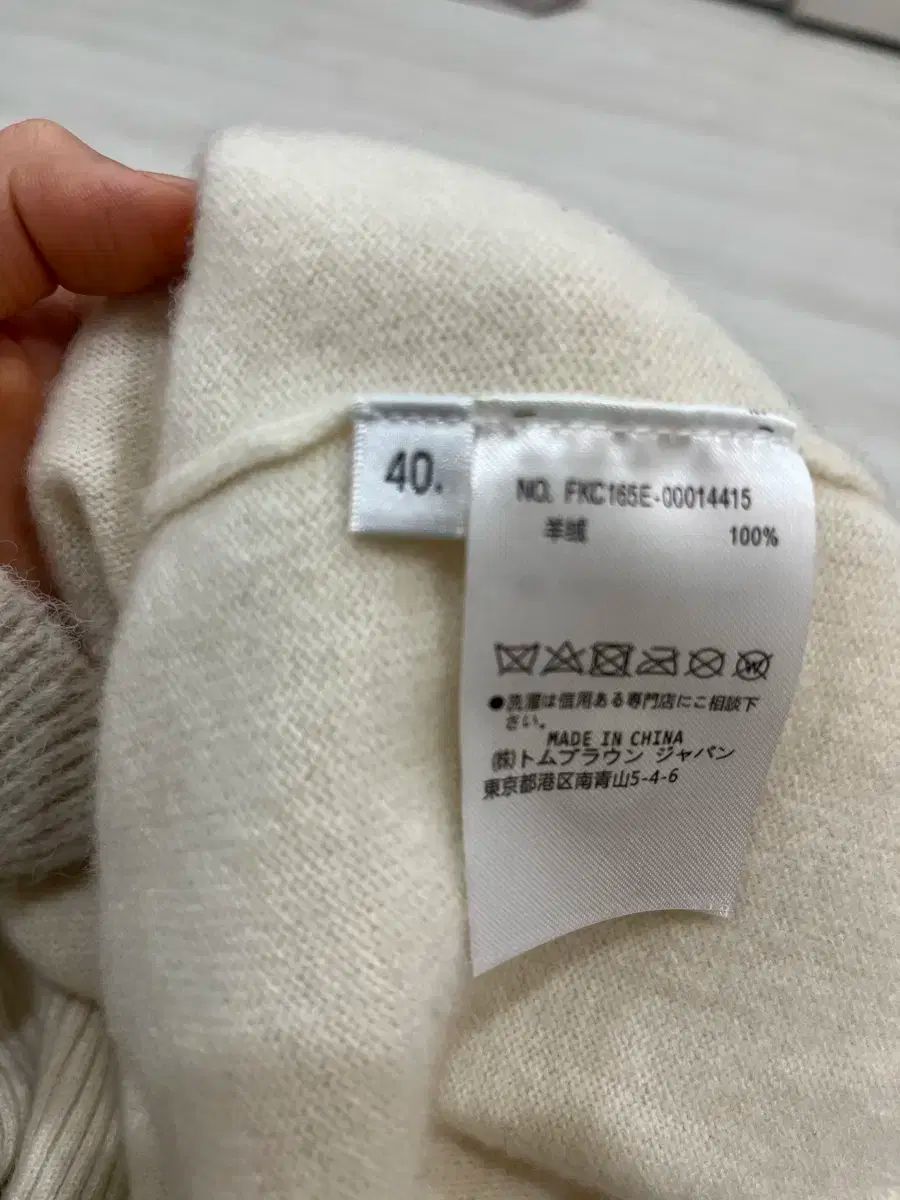 40.
NO. FKC165E-00014415
羊绒 100%
W
●洗濯は信用ある専門店にご相談下
さい。
MADE IN CHINA
(株)トムブラウン ジャパン
東京都港区南青山5-4-6